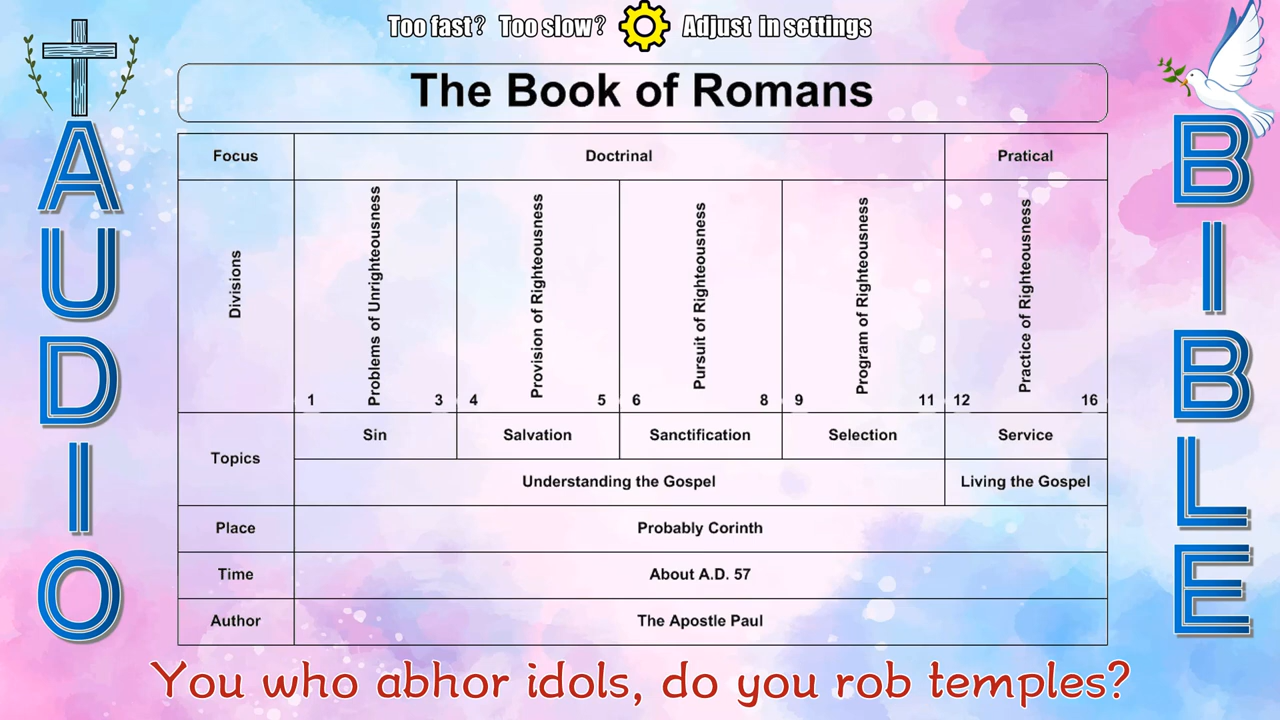 Too fast? Too slow? Adjust in settings
The Book of Romans
Focus Doctrinal Pratical
Divisions
Problems of Unrighteousness
Provision of Righteousness
Pursuit of Righteousness
Program of Righteousness
Practice of Righteousness
1 3 4 5 6 8 9 11 12 16
Topics
Sin Salvation Sanctification Selection Service
Understanding the Gospel Living the Gospel
Place Probably Corinth
Time About A.D. 57
Author The Apostle Paul
AUDIO
BIBLE
You who abhor idols, do you rob temples?